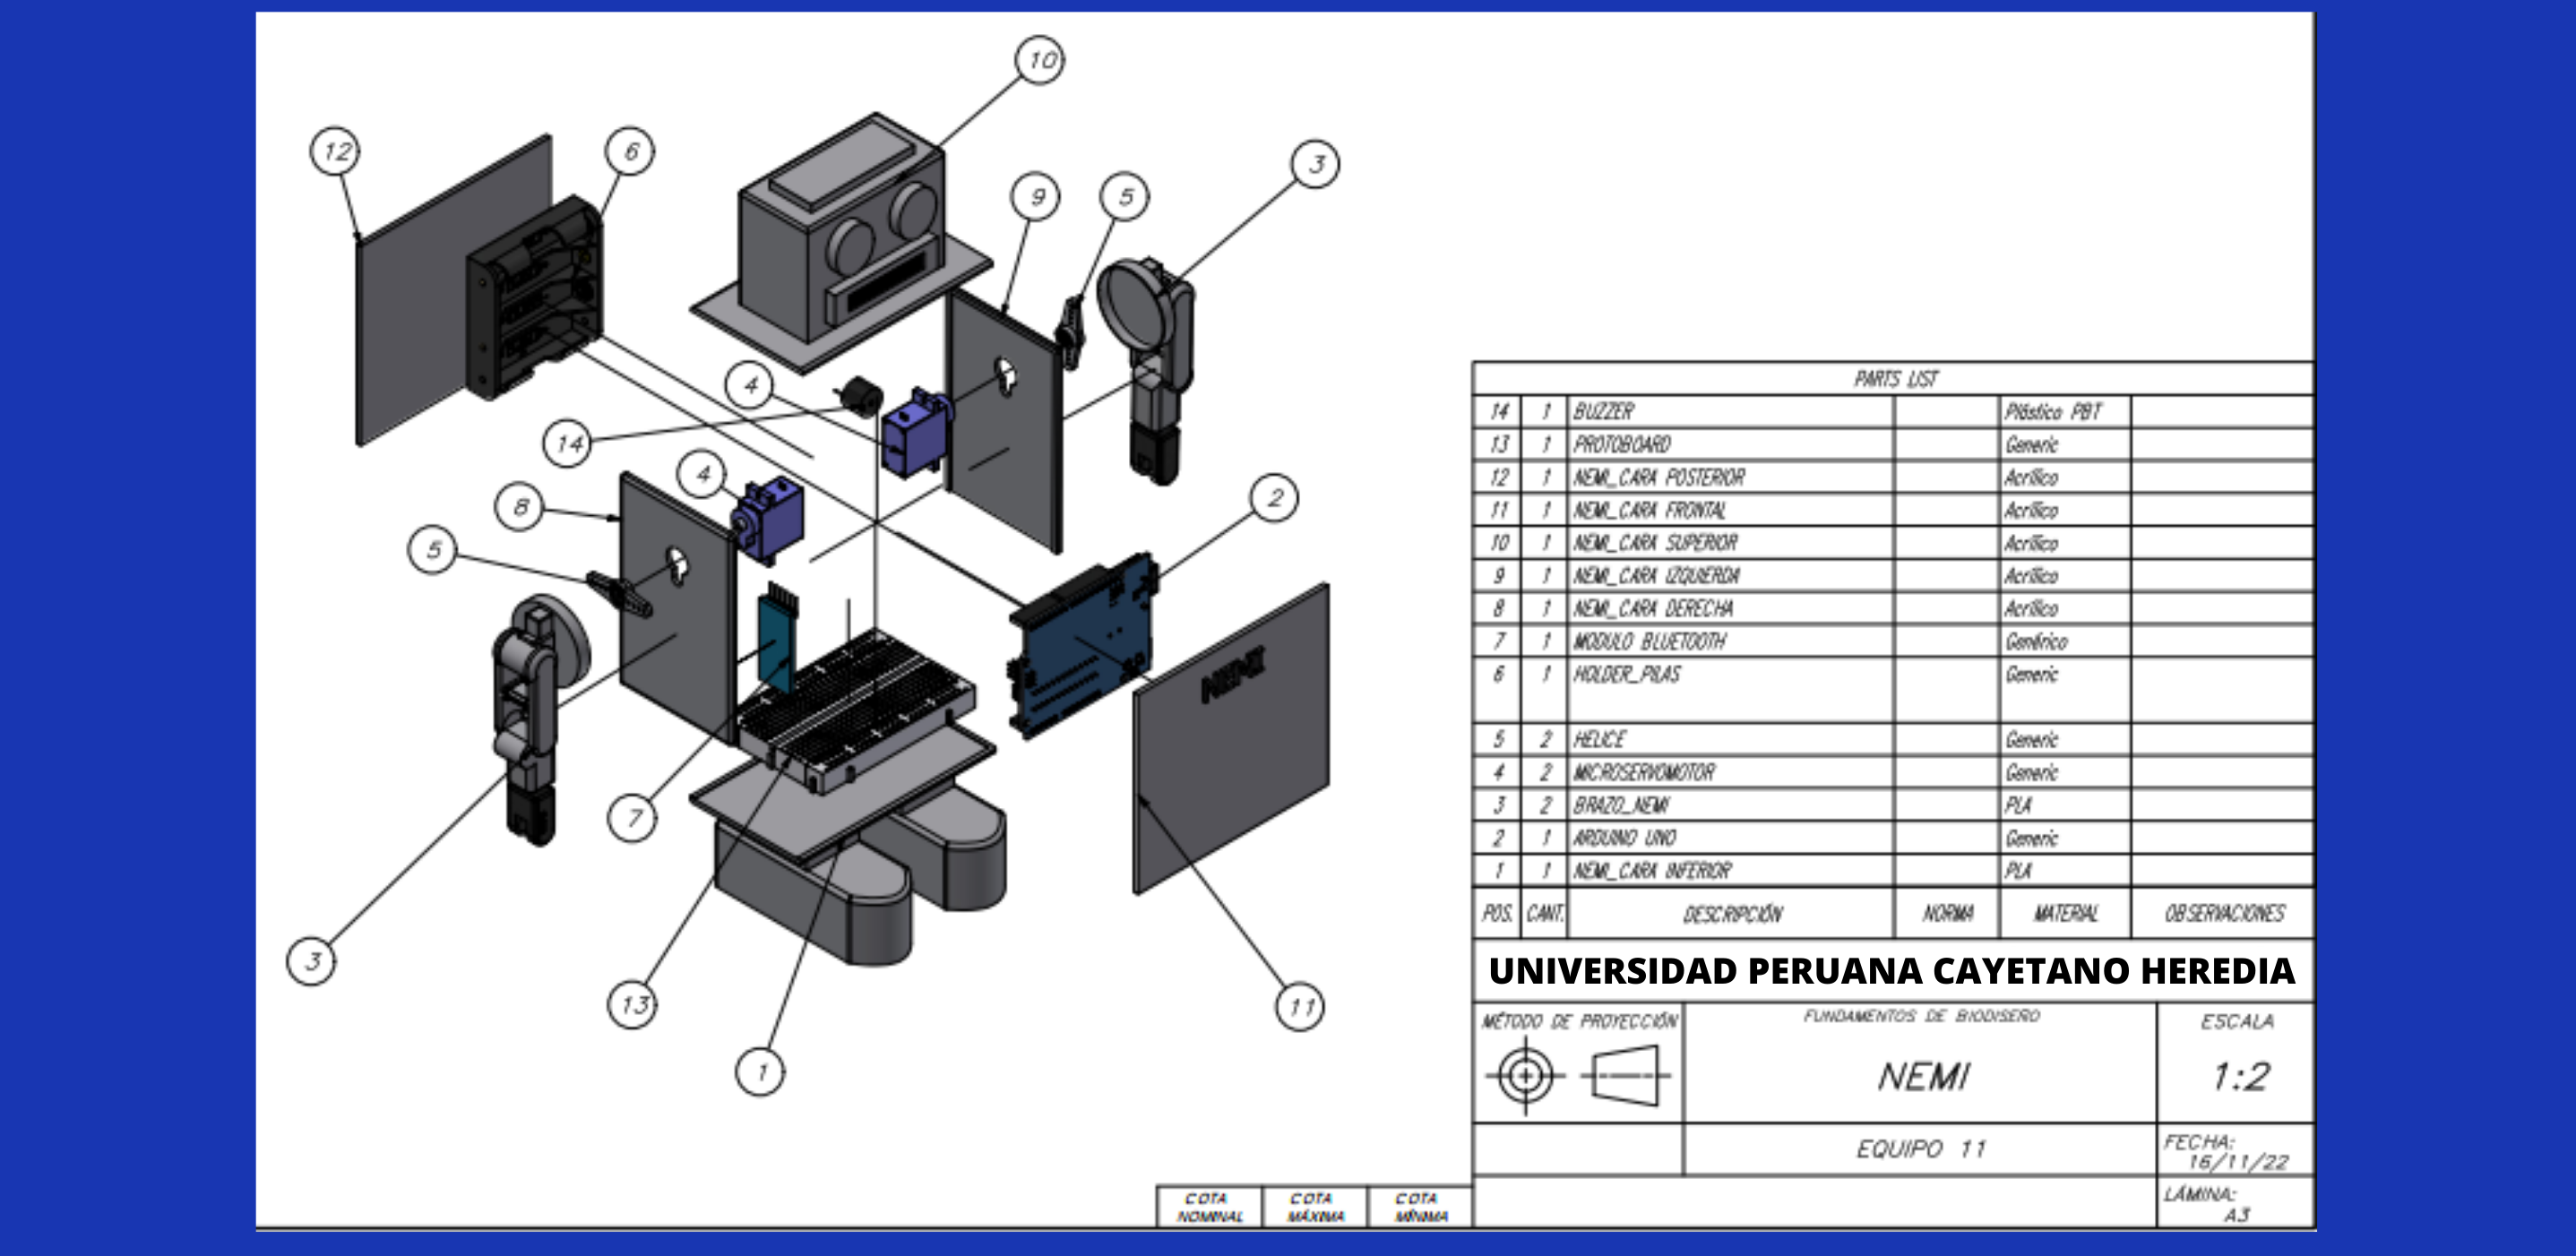 10
12
6
3
9
5
4
14
4
2
8
5
NEMI
7
3
13
11
1
PARTS LIST
14 1 BUZZER Plástico PBT
13 1 PROTOBOARD Generic
12 1 NEMI_CARA POSTERIOR Acrílico
11 1 NEMI_CARA FRONTAL Acrílico
10 1 NEMI_CARA SUPERIOR Acrílico
9 1 NEMI_CARA IZQUIERDA Acrílico
8 1 NEMI_CARA DERECHA Acrílico
7 1 MODULO BLUETOOTH Genérico
6 1 HOLDER_PILAS Generic
5 2 HELICE Generic
4 2 MICROSERVOMOTOR Generic
3 2 BRAZO_NEMI PLA
2 1 ARDUINO UNO Generic
1 1 NEMI_CARA INFERIOR PLA
POS. CANT. DESCRIPCIÓN NORMA MATERIAL OBSERVACIONES
UNIVERSIDAD PERUANA CAYETANO HEREDIA
MÉTODO DE PROYECCIÓN
FUNDAMENTOS DE BIODISERO
NEMI
ESCALA
1:2
EQUIPO 11
FECHA:
16/11/22
LÁMINA:
A3
COTA NOMINAL
COTA MÁXIMA
COTA MÍNIMA